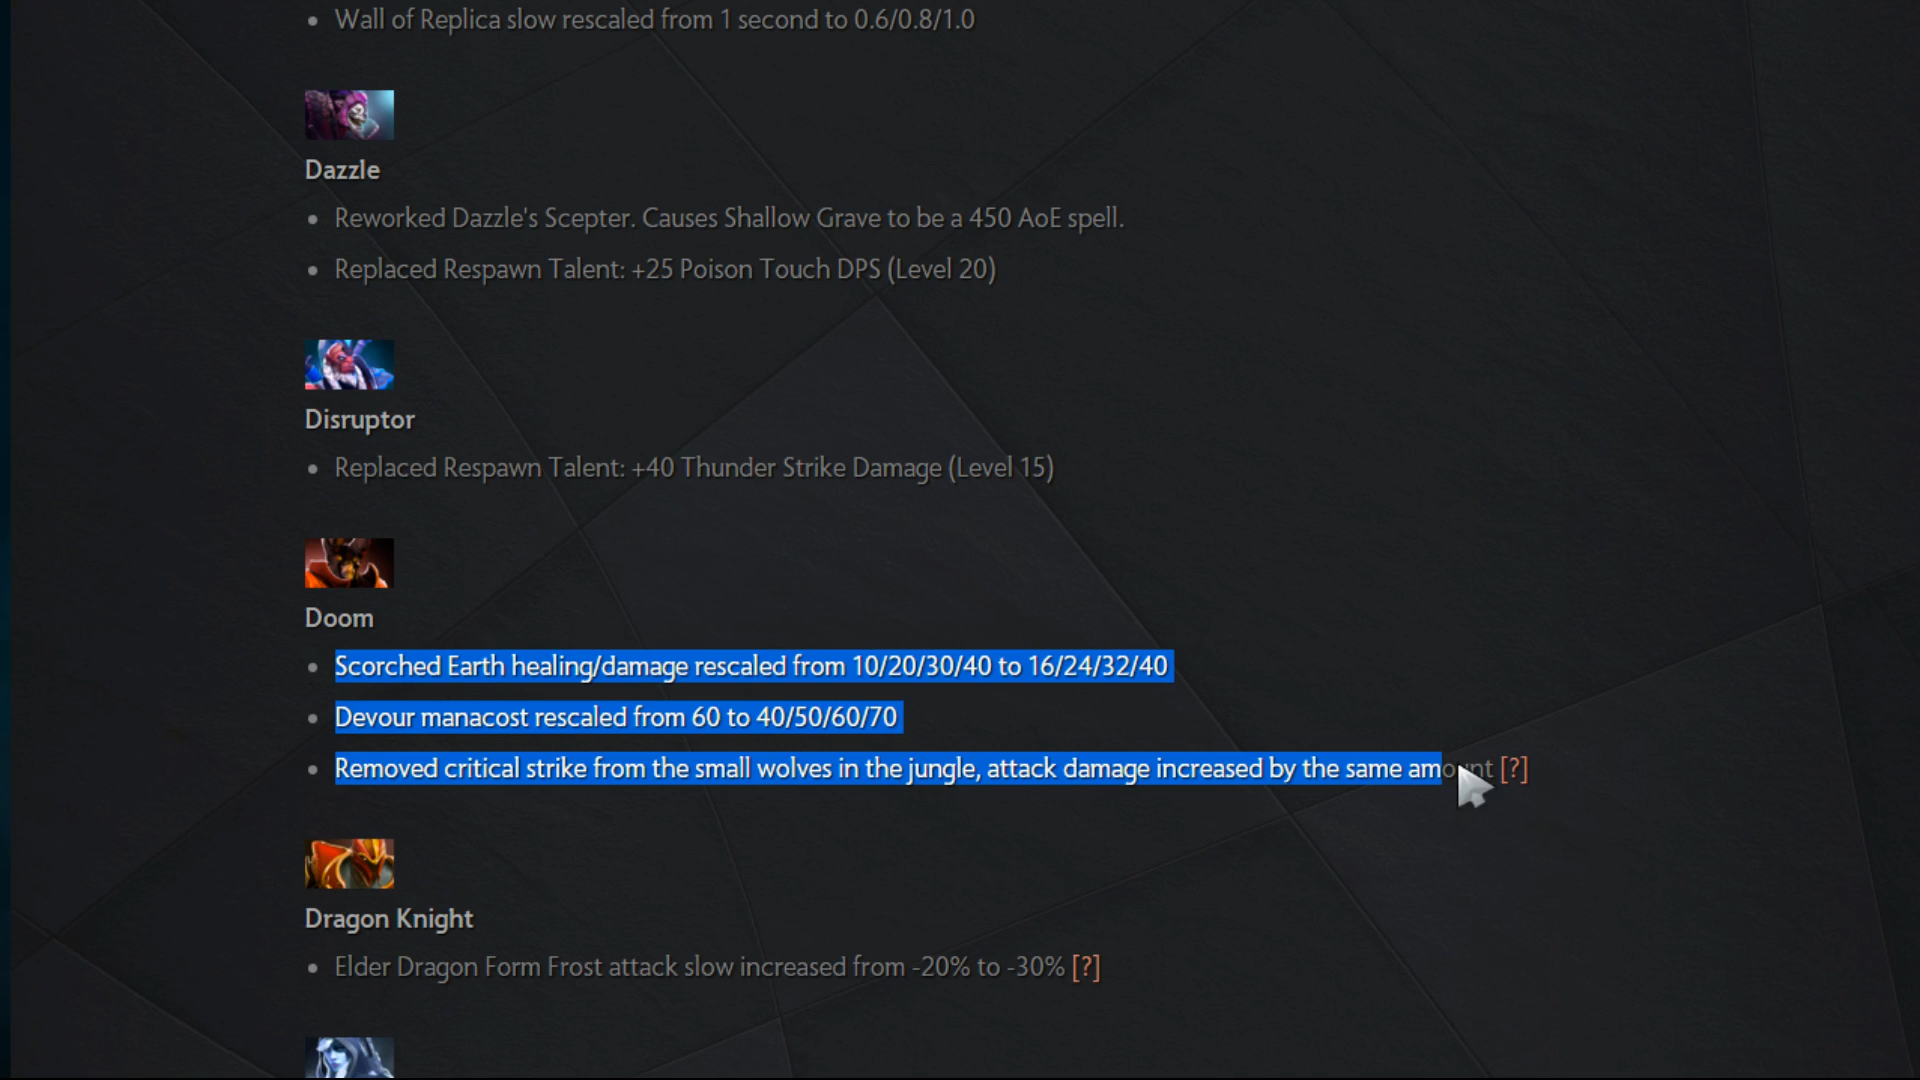 Wall of Replica slow rescaled from 1 second to 0.6/0.8/1.0
Dazzle
Reworked Dazzle's Scepter. Causes Shallow Grave to be a 450 AoE spell.
Replaced Respawn Talent: +25 Poison Touch DPS (Level 20)
Disruptor
Replaced Respawn Talent: +40 Thunder Strike Damage (Level 15)
Doom
Scorched Earth healing/damage rescaled from 10/20/30/40 to 16/24/32/40
Devour manacost rescaled from 60 to 40/50/60/70
Removed critical strike from the small wolves in the jungle, attack damage increased by the same amount [?]
Dragon Knight
Elder Dragon Form Frost attack slow increased from -20% to -30% [?]